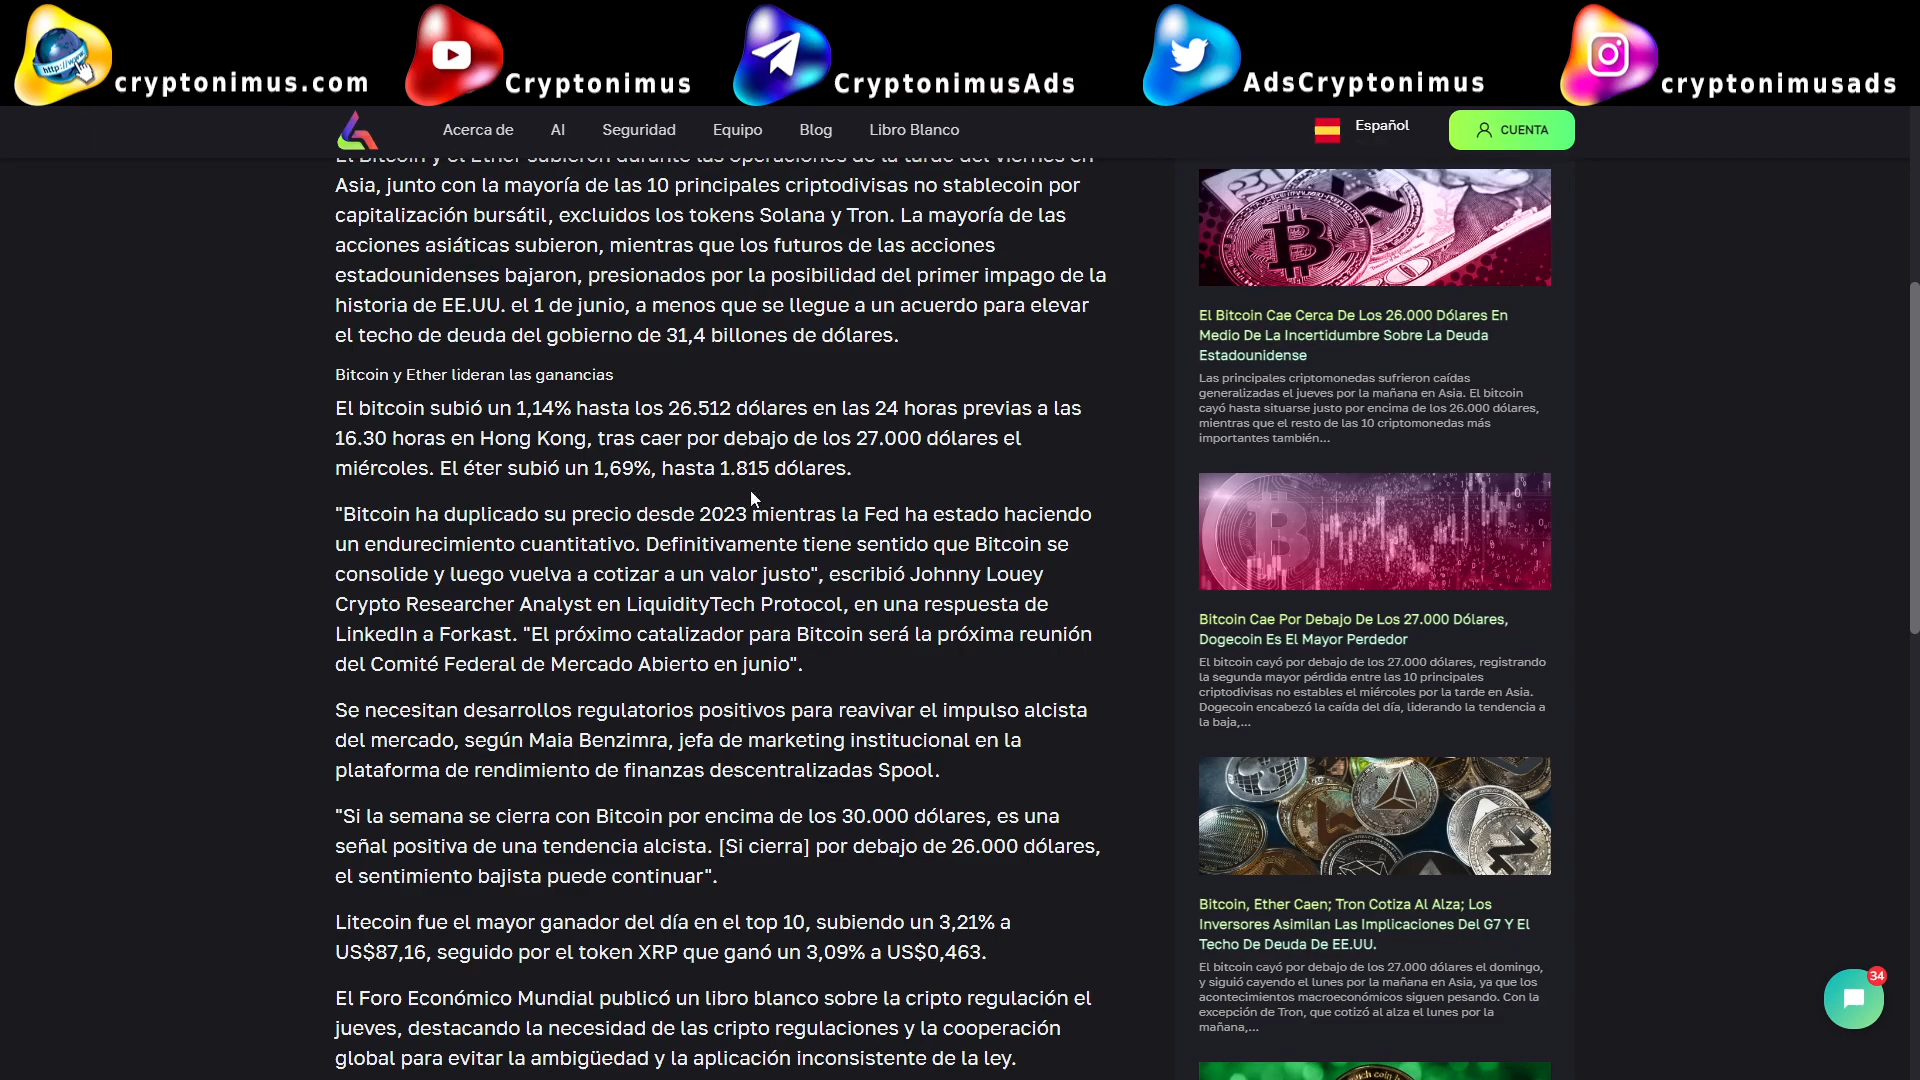 http://www
cryptonimus.com
Cryptonimus
CryptonimusAds
AdsCryptonimus
cryptonimusads
Acerca de
AI
Seguridad
Equipo
Blog
Libro Blanco
Español
CUENTA
El Bitcoin y el Ether subieron durante las operaciones de la tarde del viernes en
Asia, junto con la mayoría de las 10 principales criptodivisas no stablecoin por
capitalización bursátil, excluidos los tokens Solana y Tron. La mayoría de las
acciones asiáticas subieron, mientras que los futuros de las acciones
estadounidenses bajaron, presionados por la posibilidad del primer impago de la
historia de EE.UU. el 1 de junio, a menos que se llegue a un acuerdo para elevar
el techo de deuda del gobierno de 31,4 billones de dólares.
Bitcoin y Ether lideran las ganancias
El bitcoin subió un 1,14% hasta los 26.512 dólares en las 24 horas previas a las
16.30 horas en Hong Kong, tras caer por debajo de los 27.000 dólares el
miércoles. El éter subió un 1,69%, hasta 1.815 dólares.
"Bitcoin ha duplicado su precio desde 2023 mientras la Fed ha estado haciendo
un endurecimiento cuantitativo. Definitivamente tiene sentido que Bitcoin se
consolide y luego vuelva a cotizar a un valor justo", escribió Johnny Louey
Crypto Researcher Analyst en LiquidityTech Protocol, en una respuesta de
LinkedIn a Forkast. "El próximo catalizador para Bitcoin será la próxima reunión
del Comité Federal de Mercado Abierto en junio".
Se necesitan desarrollos regulatorios positivos para reavivar el impulso alcista
del mercado, según Maia Benzimra, jefa de marketing institucional en la
plataforma de rendimiento de finanzas descentralizadas Spool.
"Si la semana se cierra con Bitcoin por encima de los 30.000 dólares, es una
señal positiva de una tendencia alcista. [Si cierra] por debajo de 26.000 dólares,
el sentimiento bajista puede continuar".
Litecoin fue el mayor ganador del día en el top 10, subiendo un 3,21% a
US$87,16, seguido por el token XRP que ganó un 3,09% a US$0,463.
El Foro Económico Mundial publicó un libro blanco sobre la cripto regulación el
jueves, destacando la necesidad de las cripto regulaciones y la cooperación
global para evitar la ambigüedad y la aplicación inconsistente de la ley.
El Bitcoin Cae Cerca De Los 26.000 Dólares En
Medio De La Incertidumbre Sobre La Deuda
Estadounidense
Las principales criptomonedas sufrieron caídas
generalizadas el jueves por la mañana en Asia. El bitcoin
cayó hasta situarse justo por encima de los 26.000 dólares,
mientras que el resto de las 10 criptomonedas más
importantes también...
Bitcoin Cae Por Debajo De Los 27.000 Dólares,
Dogecoin Es El Mayor Perdedor
El bitcoin cayó por debajo de los 27.000 dólares, registrando
la segunda mayor pérdida entre las 10 principales
criptodivisas no estables el miércoles por la tarde en Asia.
Dogecoin encabezó la caída del día, liderando la tendencia a
la baja,...
Bitcoin, Ether Caen; Tron Cotiza Al Alza; Los
Inversores Asimilan Las Implicaciones Del G7 Y El
Techo De Deuda De EE.UU.
El bitcoin cayó por debajo de los 27.000 dólares el domingo,
y siguió cayendo el lunes por la mañana en Asia, ya que los
acontecimientos macroeconómicos siguen pesando. Con la
excepción de Tron, que cotizó al alza el lunes por la
mañana,...
34